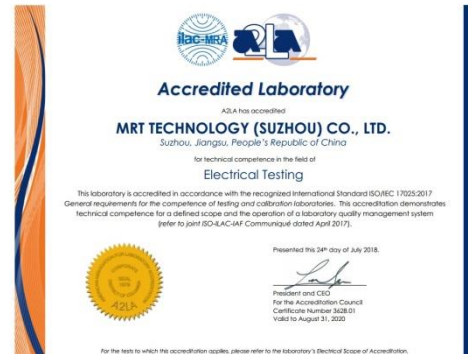 ilac-MRA
A2LA
Accredited Laboratory
A2LA has accredited
MRT TECHNOLOGY (SUZHOU) CO., LTD.
Suzhou, Jiangsu, People's Republic of China
for technical competence in the field of
Electrical Testing
This laboratory is accredited in accordance with the recognized International Standard ISO/IEC 17025:2017
General requirements for the competence of testing and calibration laboratories. This accreditation demonstrates
technical competence for a defined scope and the operation of a laboratory quality management system
(refer to joint ISO-ILAC-IAF Communiqué dated April 2017).
Presented this 24th day of July 2018.
President and CEO
For the Accreditation Council
Certificate Number 3628.01
Valid to August 31, 2020
CORPORATE
SEAL
1978
A2LA
For the tests to which this accreditation applies, please refer to the laboratory's Electrical Scope of Accreditation.